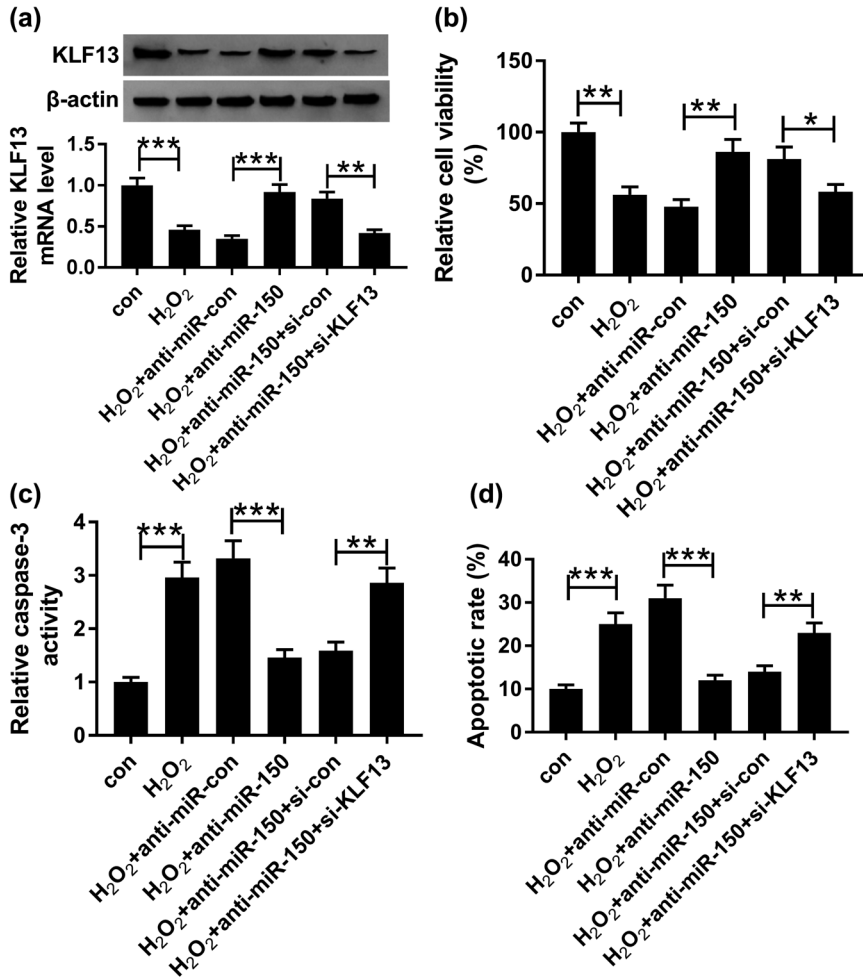 (a)
KLF13
β-actin
Relative KLF13
mRNA level
1.5
1.0
0.5
0.0
***
***
**
con
H₂O₂
H₂O₂+anti-miR-con
H₂O₂+anti-miR-150
H₂O₂+anti-miR-150+si-con
H₂O₂+anti-miR-150+si-KLF13
(b)
Relative cell viability
(%)
150
100
50
0
**
**
*
con
H₂O₂
H₂O₂+anti-miR-con
H₂O₂+anti-miR-150
H₂O₂+anti-miR-150+si-con
H₂O₂+anti-miR-150+si-KLF13
(c)
Relative caspase-3
activity
4
3
2
1
0
***
***
**
con
H₂O₂
H₂O₂+anti-miR-con
H₂O₂+anti-miR-150
H₂O₂+anti-miR-150+si-con
H₂O₂+anti-miR-150+si-KLF13
(d)
Apoptotic rate (%)
40
30
20
10
0
***
***
**
con
H₂O₂
H₂O₂+anti-miR-con
H₂O₂+anti-miR-150
H₂O₂+anti-miR-150+si-con
H₂O₂+anti-miR-150+si-KLF13